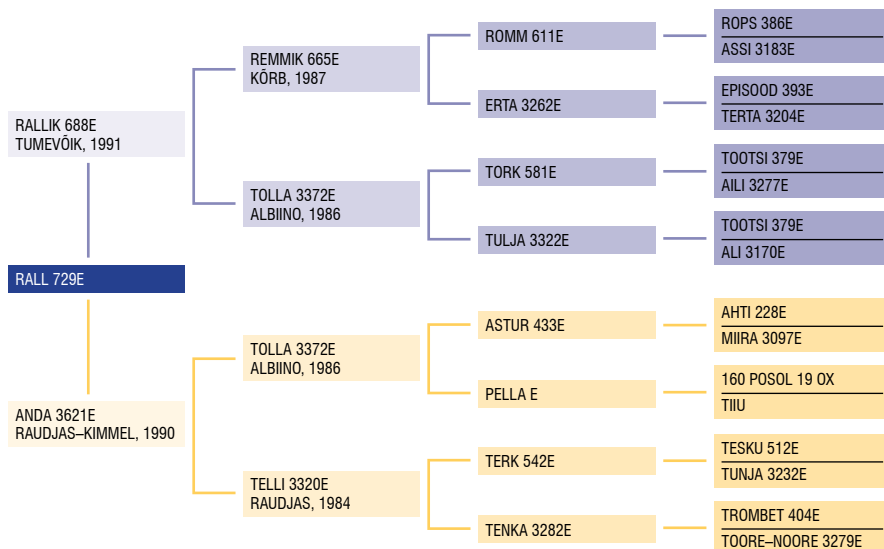 RALLIK 688E
TUMEVÕIK, 1991
RALL 729E
ANDA 3621E
RAUDJAS–KIMMEL, 1990
REMMIK 665E
KÕRB, 1987
TOLLA 3372E
ALBIINO, 1986
TOLLA 3372E
ALBIINO, 1986
TELLI 3320E
RAUDJAS, 1984
ROMM 611E
ERTA 3262E
TORK 581E
TULJA 3322E
ASTUR 433E
PELLA E
TERK 542E
TENKA 3282E
ROPS 386E
ASSI 3183E
EPISOOD 393E
TERTA 3204E
TOOTSI 379E
AILI 3277E
TOOTSI 379E
ALI 3170E
AHTI 228E
MIIRA 3097E
160 POSOL 19 OX
TIIU
TESKU 512E
TUNJA 3232E
TROMBET 404E
TOORE–NOORE 3279E